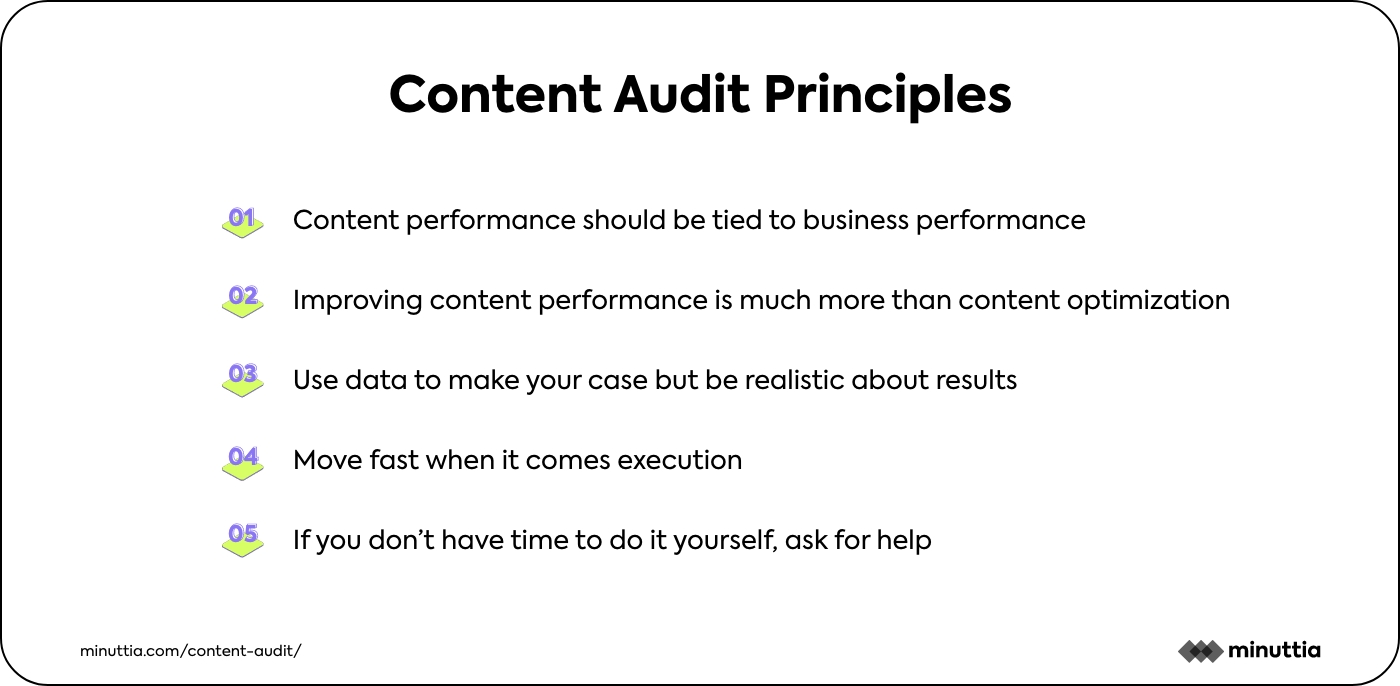 Content Audit Principles
01 Content performance should be tied to business performance
02 Improving content performance is much more than content optimization
03 Use data to make your case but be realistic about results
04 Move fast when it comes execution
05 If you don’t have time to do it yourself, ask for help
minuttia.com/content-audit/
minuttia